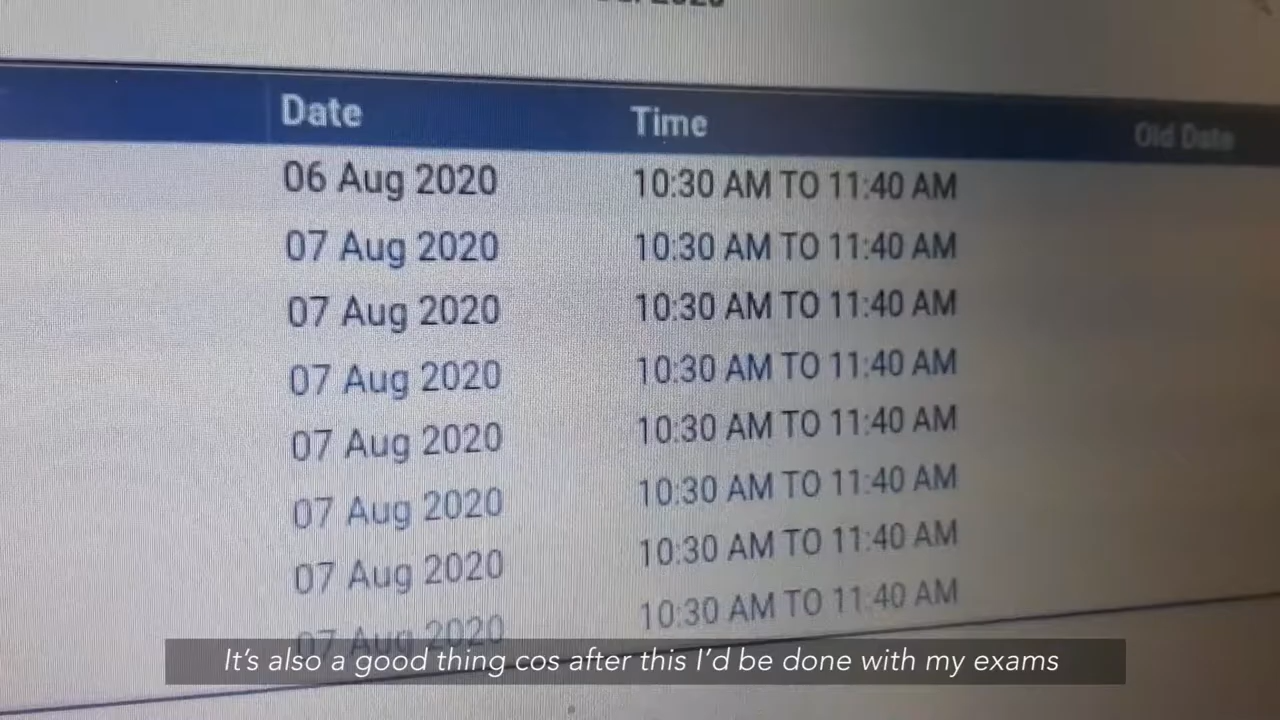 Date Time Old Date
06 Aug 2020 10:30 AM TO 11:40 AM
07 Aug 2020 10:30 AM TO 11:40 AM
07 Aug 2020 10:30 AM TO 11:40 AM
07 Aug 2020 10:30 AM TO 11:40 AM
07 Aug 2020 10:30 AM TO 11:40 AM
07 Aug 2020 10:30 AM TO 11:40 AM
07 Aug 2020 10:30 AM TO 11:40 AM
07 Aug 2020 10:30 AM TO 11:40 AM
It's also a good thing cos after this I'd be done with my exams